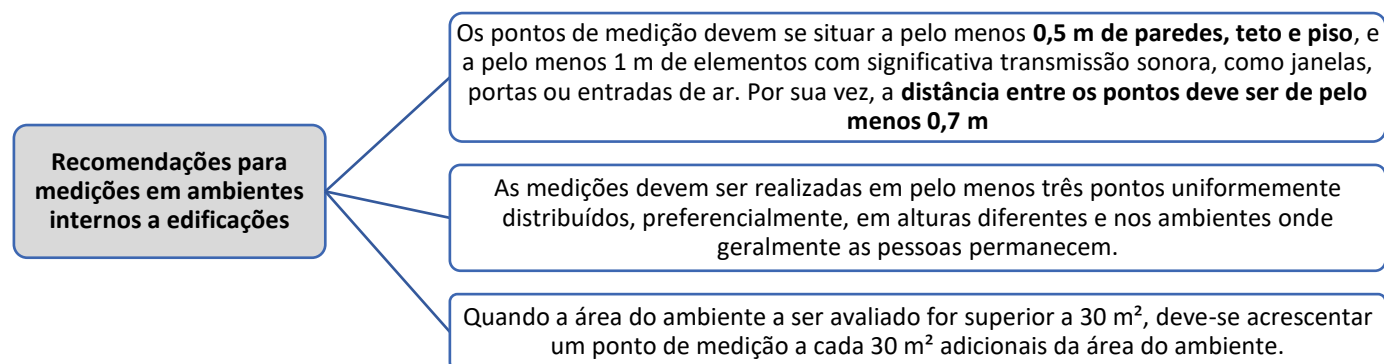 Os pontos de medição devem se situar a pelo menos 0,5 m de paredes, teto e piso, e
a pelo menos 1 m de elementos com significativa transmissão sonora, como janelas,
portas ou entradas de ar. Por sua vez, a distância entre os pontos deve ser de pelo
menos 0,7 m
Recomendações para
medições em ambientes
internos a edificações
As medições devem ser realizadas em pelo menos três pontos uniformemente
distribuídos, preferencialmente, em alturas diferentes e nos ambientes onde
geralmente as pessoas permanecem.
Quando a área do ambiente a ser avaliado for superior a 30 m², deve-se acrescentar
um ponto de medição a cada 30 m² adicionais da área do ambiente.